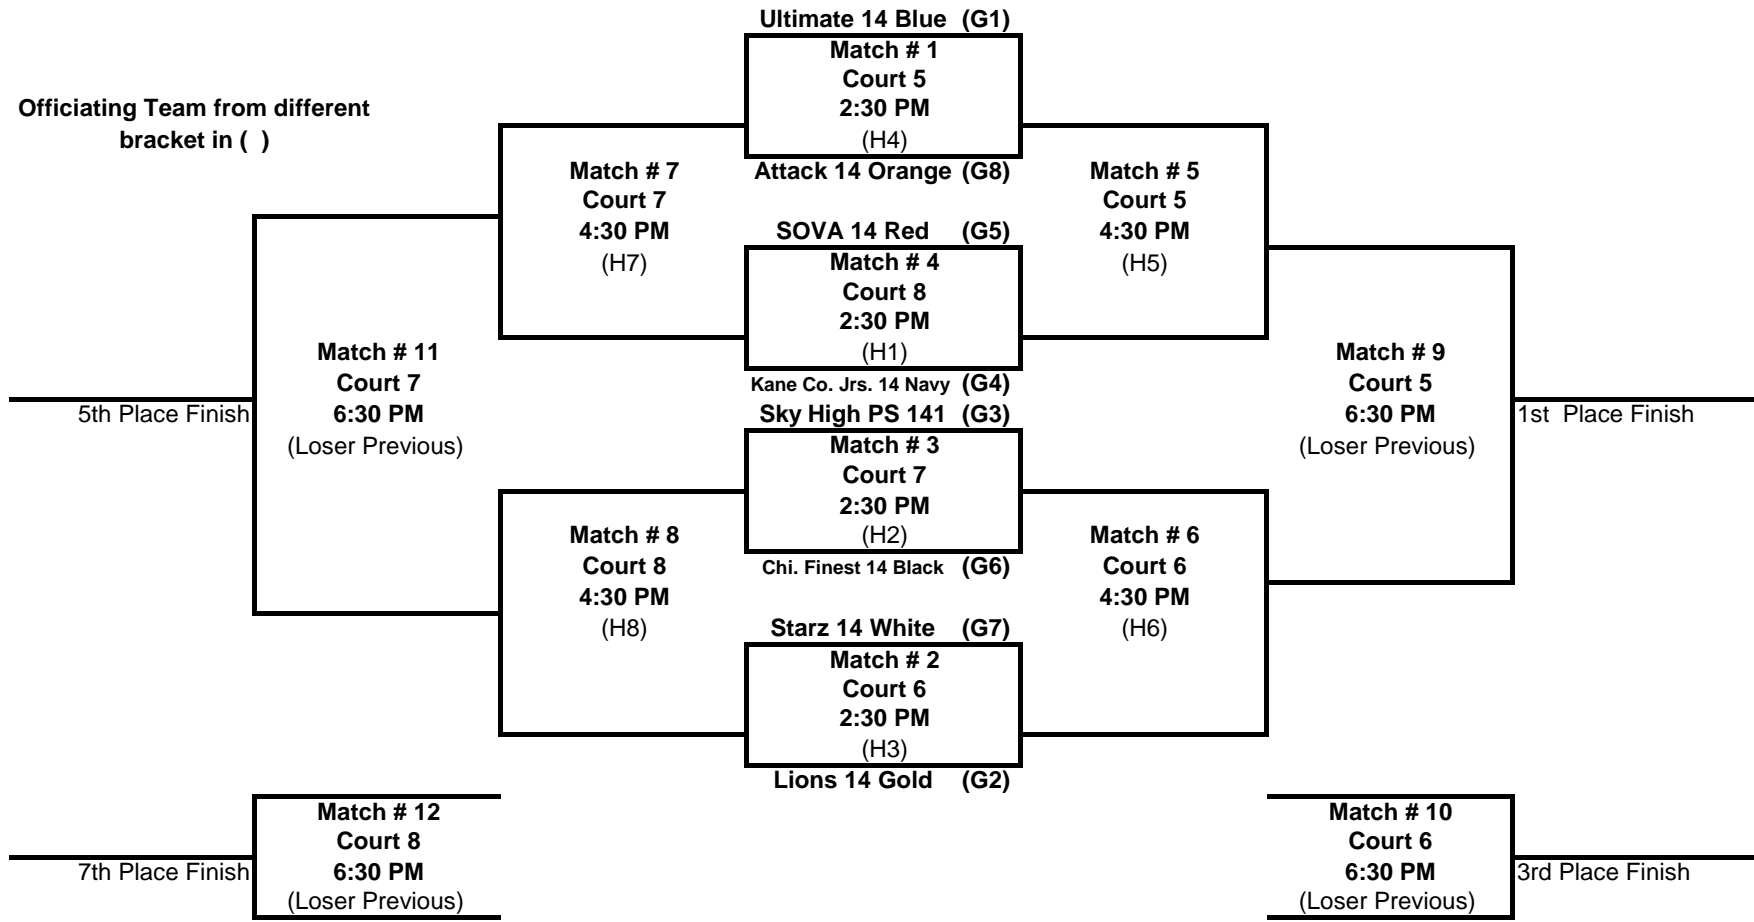 Ultimate 14 Blue (G1)
Match # 1
Court 5
2:30 PM
(H4)
Attack 14 Orange (G8)
Officiating Team from different
bracket in ( )
Match # 7
Court 7
4:30 PM
(H7)
Match # 5
Court 5
4:30 PM
(H5)
SOVA 14 Red (G5)
Match # 4
Court 8
2:30 PM
(H1)
Kane Co. Jrs. 14 Navy (G4)
Match # 11
Court 7
6:30 PM
(Loser Previous)
5th Place Finish
Match # 9
Court 5
6:30 PM
(Loser Previous)
1st Place Finish
Sky High PS 141 (G3)
Match # 3
Court 7
2:30 PM
(H2)
Chi. Finest 14 Black (G6)
Match # 8
Court 8
4:30 PM
(H8)
Match # 6
Court 6
4:30 PM
(H6)
Starz 14 White (G7)
Match # 2
Court 6
2:30 PM
(H3)
Lions 14 Gold (G2)
Match # 12
Court 8
6:30 PM
(Loser Previous)
7th Place Finish
Match # 10
Court 6
6:30 PM
(Loser Previous)
3rd Place Finish